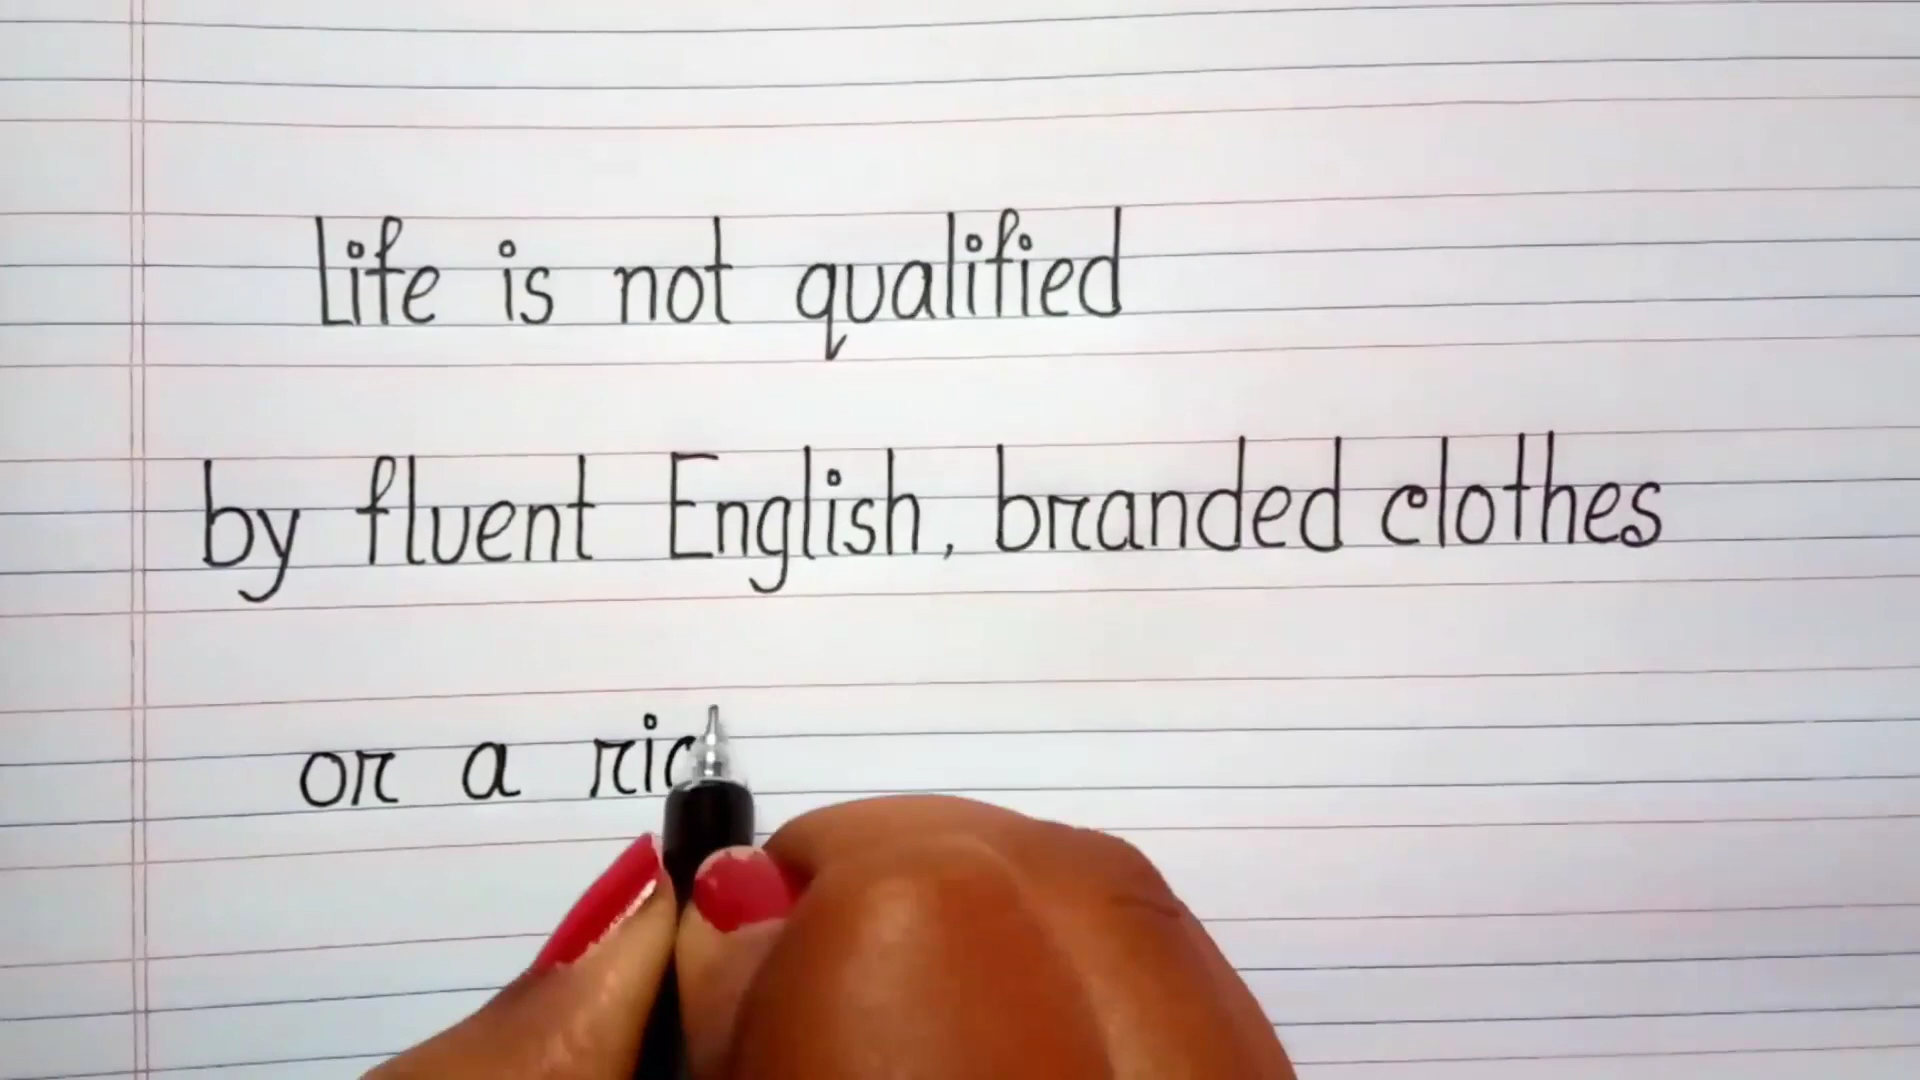 Life is not qualified
by fluent English, branded clothes
or a ric